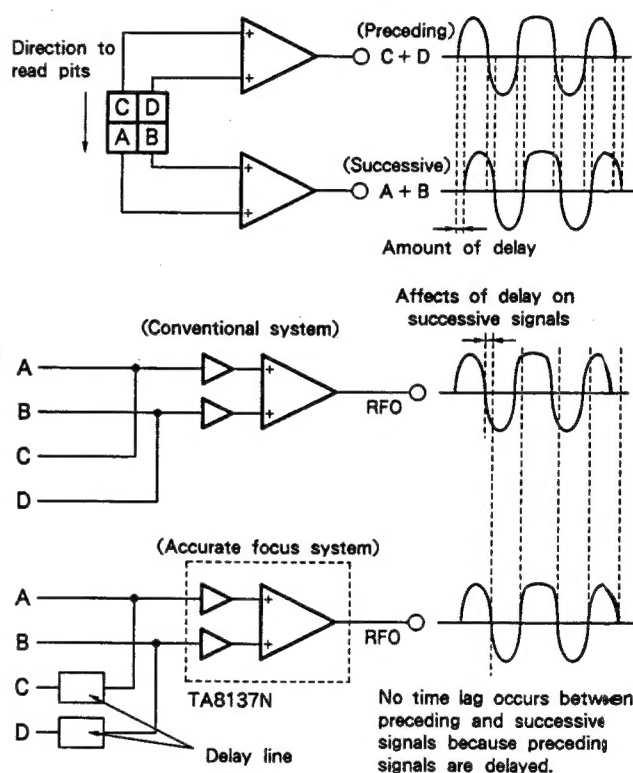 Direction to
read pits
C D
A B
(Preceding)
C + D
(Successive)
A + B
Amount of delay
Affects of delay on
successive signals
(Conventional system)
A
B
C
D
RFO
(Accurate focus system)
A
B
C
D
RFO
TA8137N
Delay line
No time lag occurs between
preceding and successive
signals because preceding
signals are delayed.
+
+
+
+
+
+
+
+